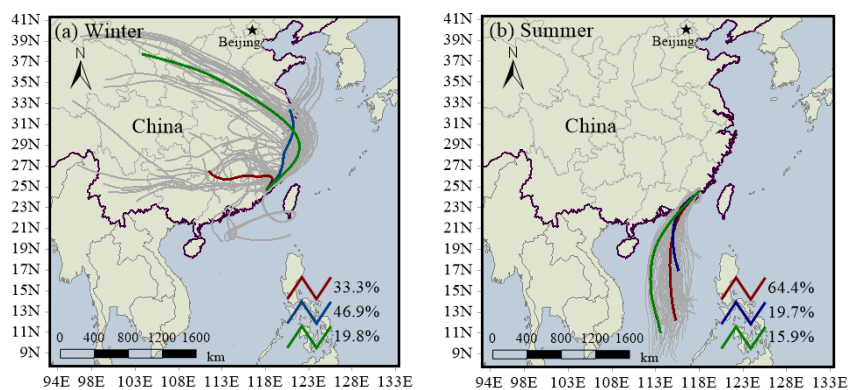 (a) Winter
Beijing
N
China
33.3%
46.9%
19.8%
0 400 800 1200 1600
km
41N
39N
37N
35N
33N
31N
29N
27N
25N
23N
21N
19N
17N
15N
13N
11N
9N
94E 98E 103E 108E 113E 118E 123E 128E 133E
(b) Summer
Beijing
N
China
64.4%
19.7%
15.9%
0 400 800 1200 1600
km
41N
39N
37N
35N
33N
31N
29N
27N
25N
23N
21N
19N
17N
15N
13N
11N
9N
94E 98E 103E 108E 113E 118E 123E 128E 133E